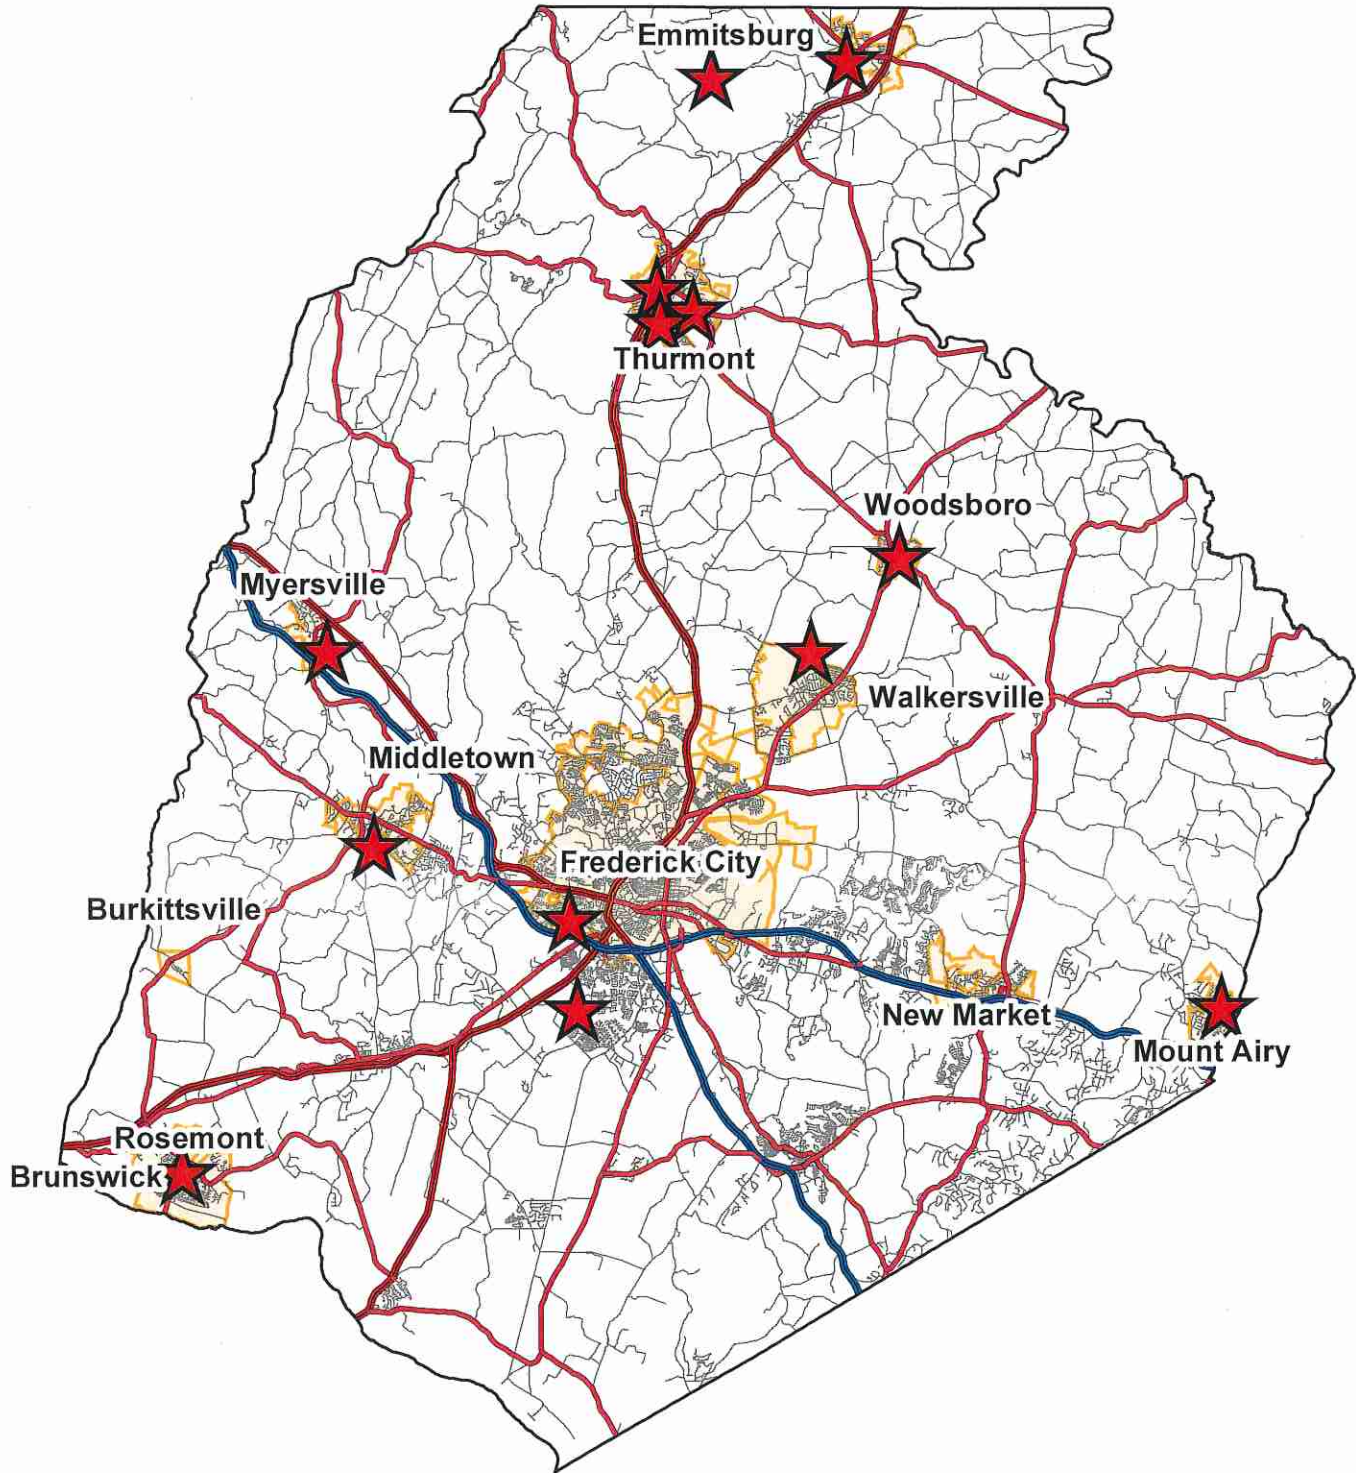 Emmitsburg
Thurmont
Woodsboro
Myersville
Walkersville
Middletown
Frederick City
Burkittsville
New Market
Mount Airy
Rosemont
Brunswick